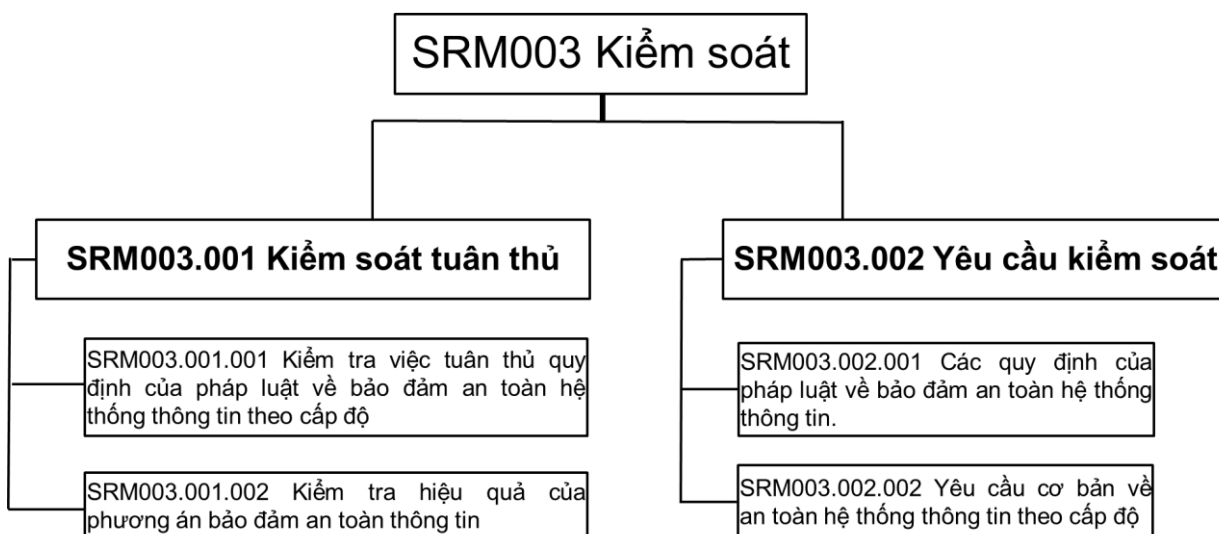 SRM003 Kiểm soát
SRM003.001 Kiểm soát tuân thủ
SRM003.001.001 Kiểm tra việc tuân thủ quy
định của pháp luật về bảo đảm an toàn hệ
thống thông tin theo cấp độ
SRM003.001.002 Kiểm tra hiệu quả của
phương án bảo đảm an toàn thông tin
SRM003.002 Yêu cầu kiểm soát
SRM003.002.001 Các quy định của
pháp luật về bảo đảm an toàn hệ thống
thông tin.
SRM003.002.002 Yêu cầu cơ bản về
an toàn hệ thống thông tin theo cấp độ